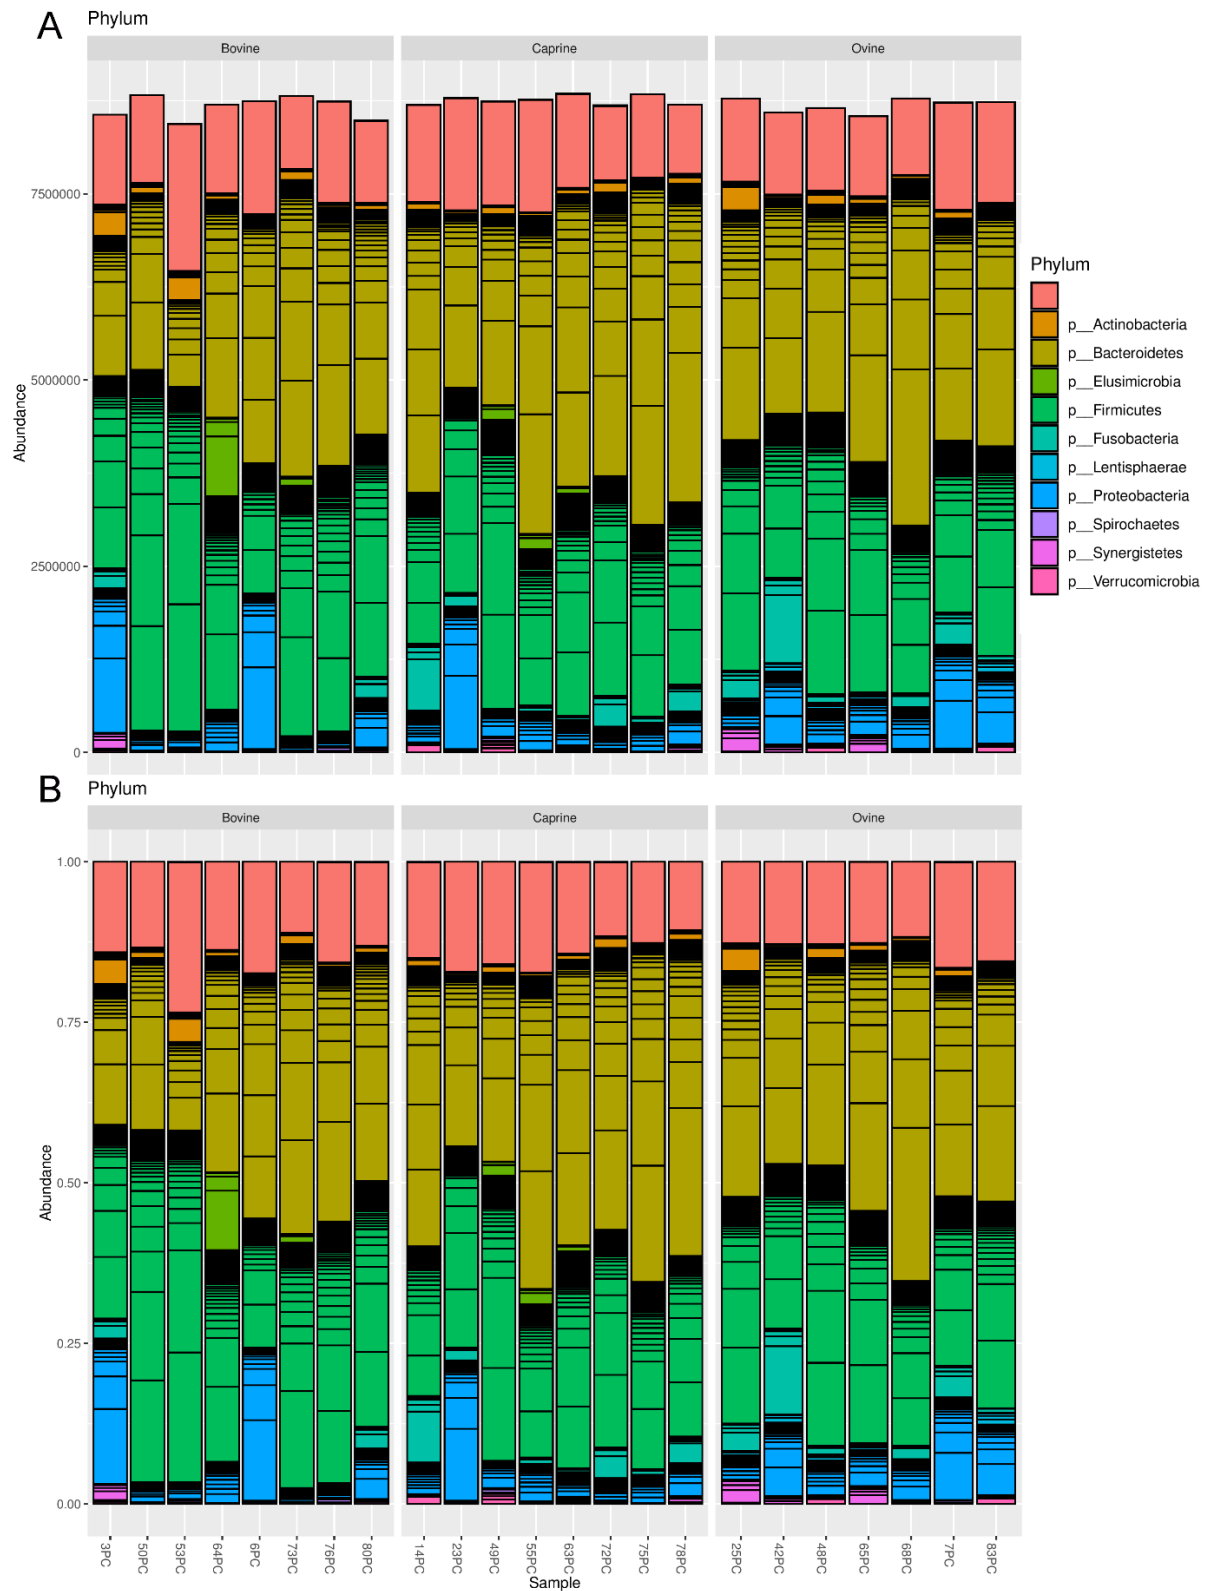 A
Phylum
Bovine
Caprine
Ovine
7500000
5000000
2500000
0
Abundance
Phylum
p__Actinobacteria
p__Bacteroidetes
p__Elusimicrobia
p__Firmicutes
p__Fusobacteria
p__Lentisphaerae
p__Proteobacteria
p__Spirochaetes
p__Synergistetes
p__Verrucomicrobia
B
Phylum
Bovine
Caprine
Ovine
1.00
0.75
0.50
0.25
0.00
Abundance
3PC
50PC
53PC
64PC
6PC
73PC
76PC
80PC
14PC
23PC
49PC
55PC
63PC
72PC
75PC
78PC
25PC
42PC
48PC
65PC
68PC
7PC
83PC
Sample